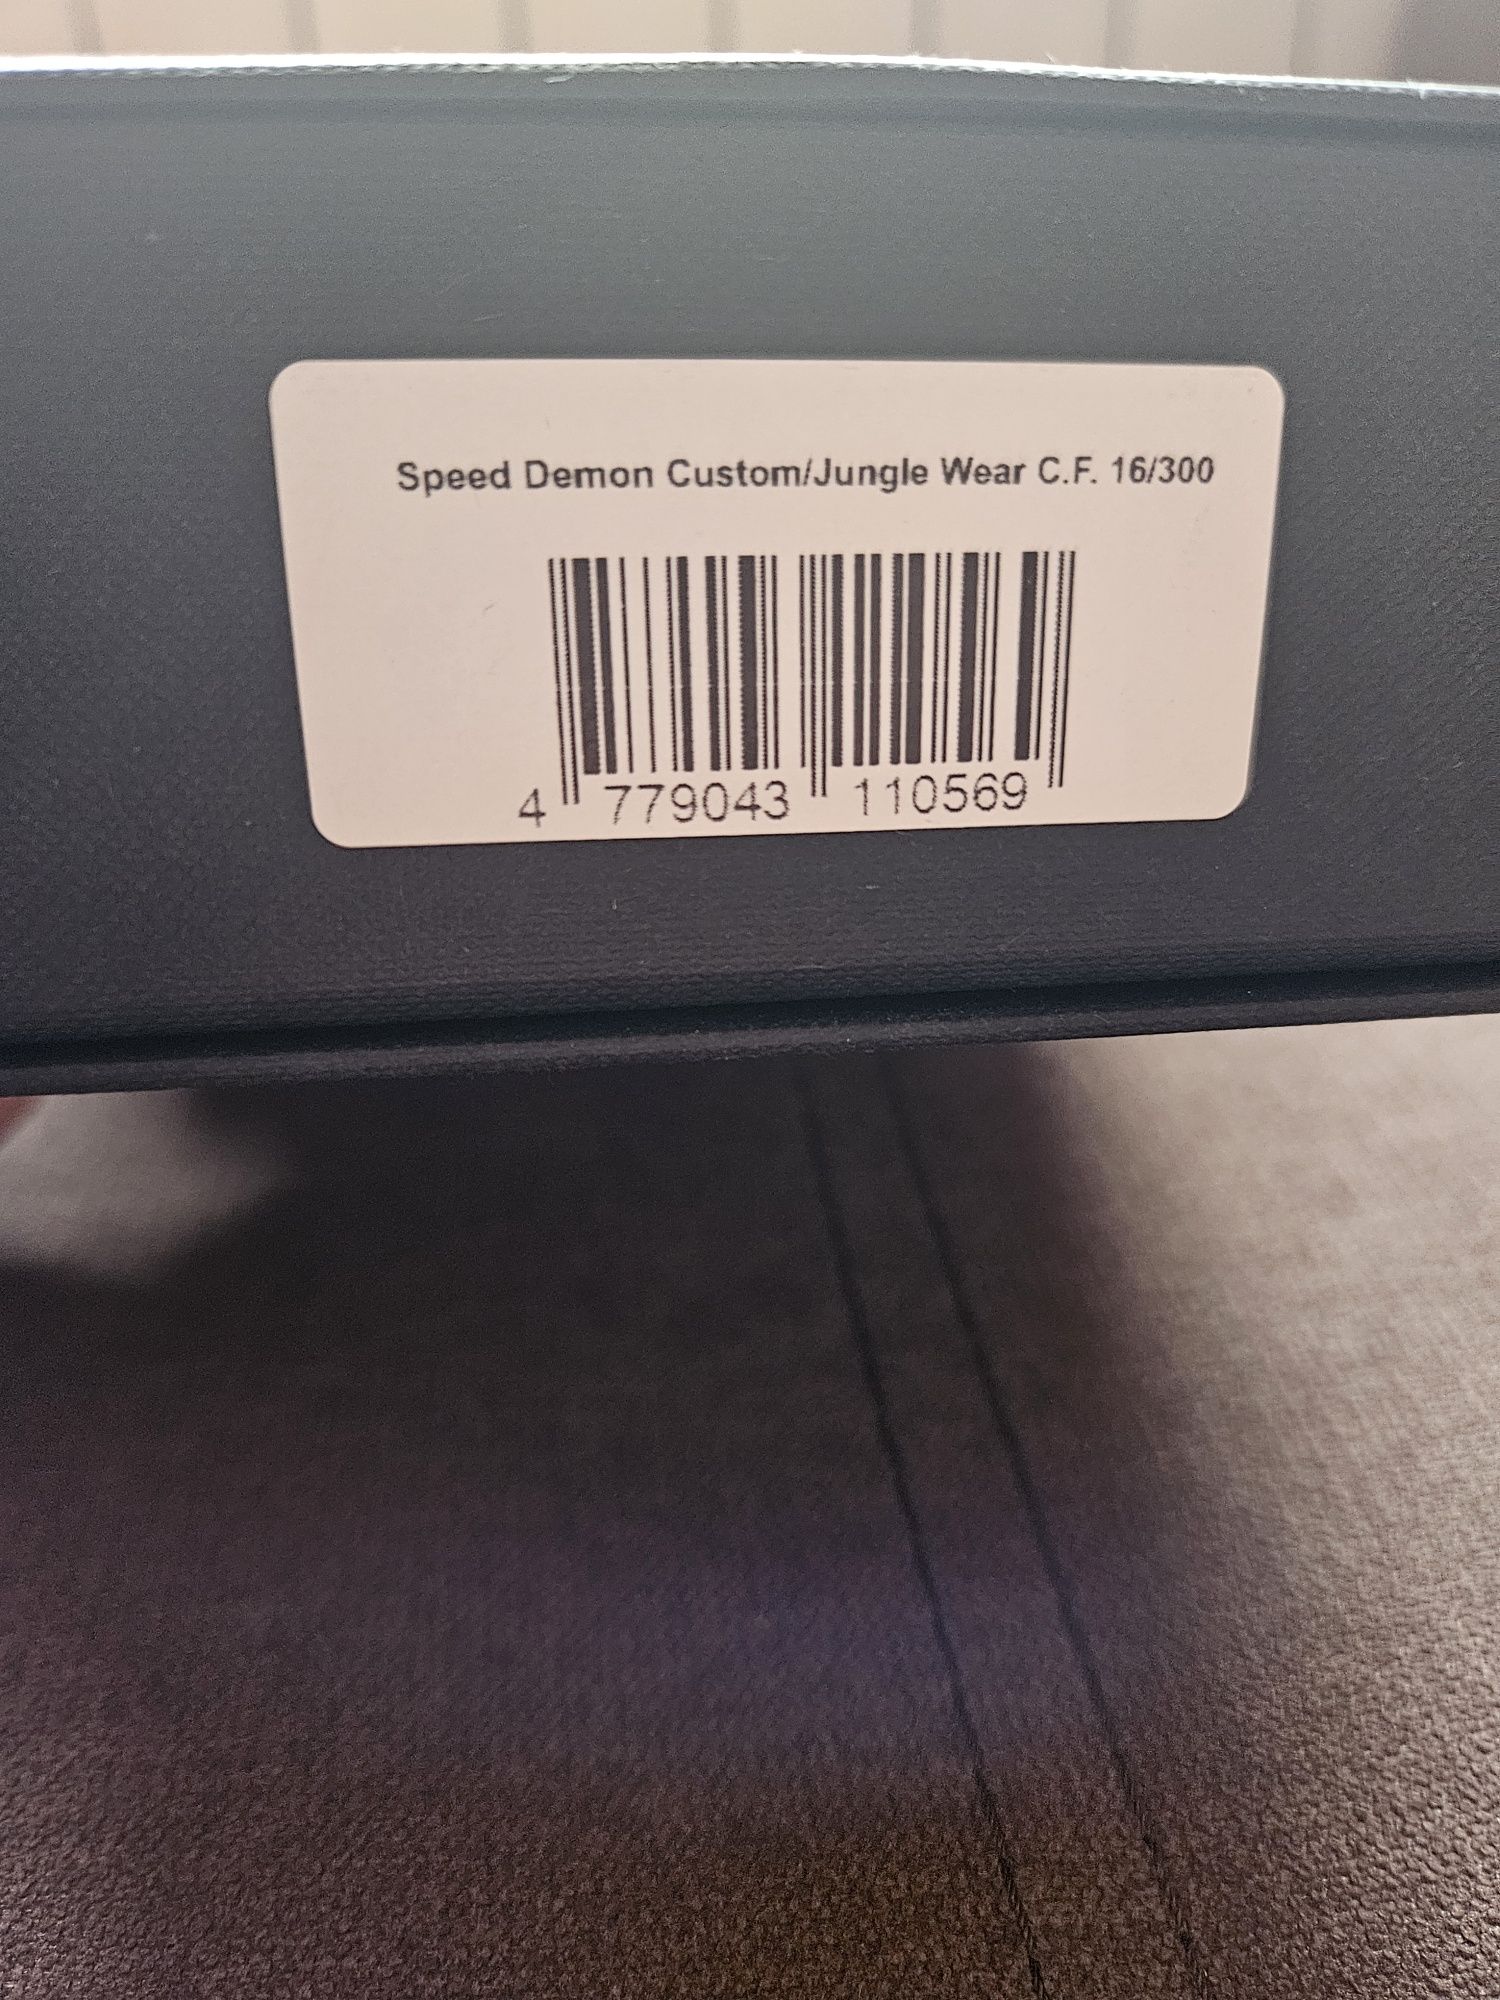 Speed Demon Custom/Jungle Wear C.F. 16/300
4 779043 110569